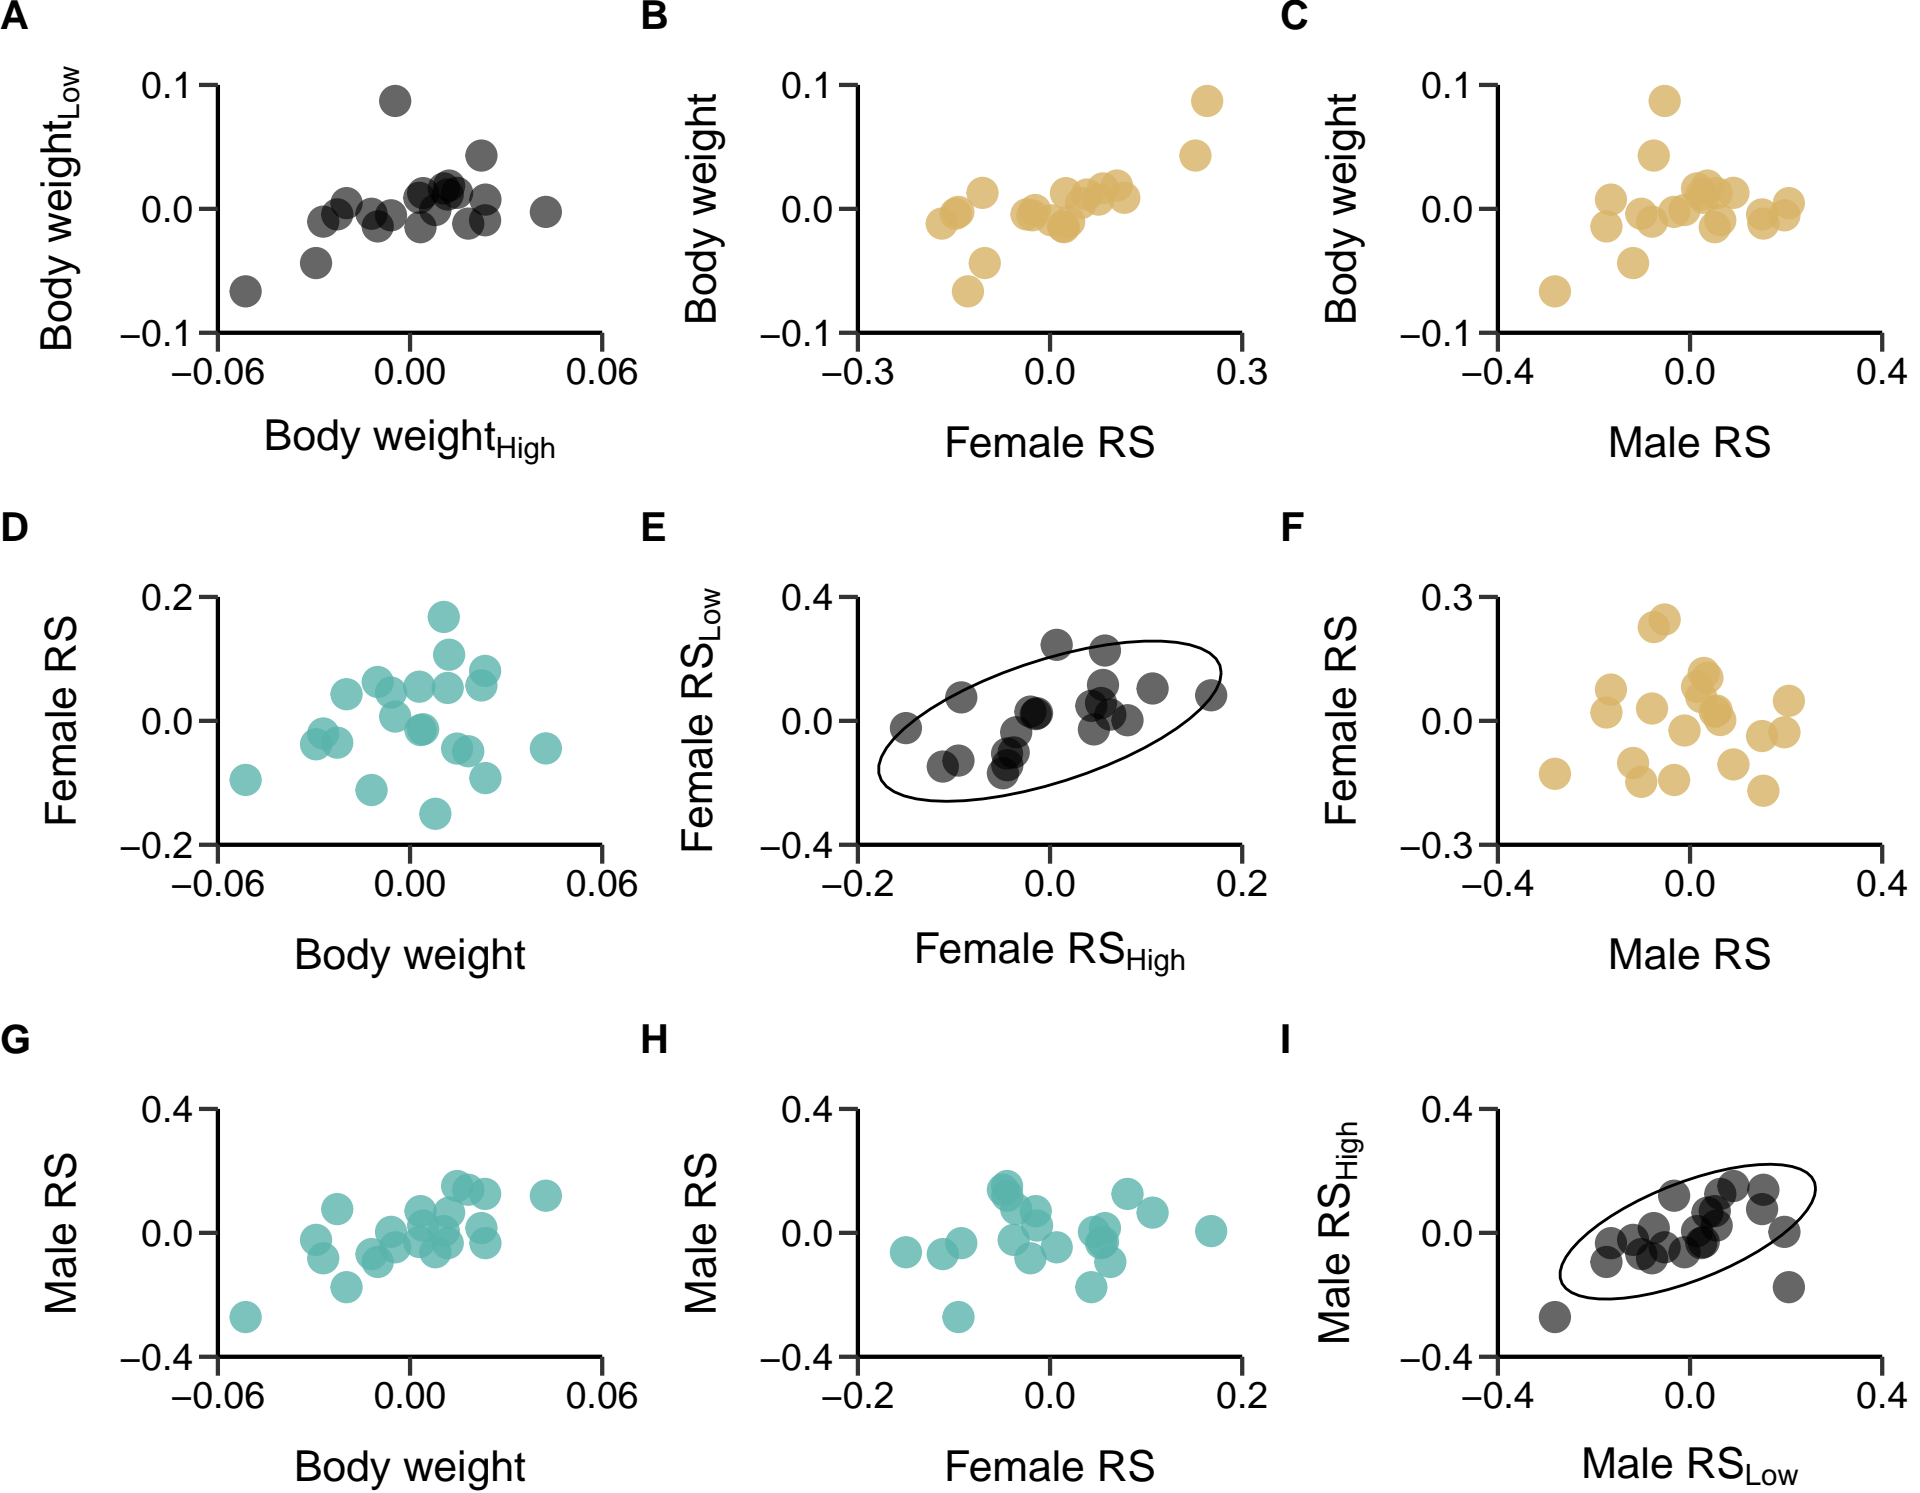 A
B
C
Body weightLow
0.1
0.0
−0.1
−0.06
0.00
0.06
Body weightHigh
Body weight
0.1
0.0
−0.1
−0.3
0.0
0.3
Female RS
Body weight
0.1
0.0
−0.1
−0.4
0.0
0.4
Male RS
D
E
F
Female RS
0.2
0.0
−0.2
−0.06
0.00
0.06
Body weight
Female RSLow
0.4
0.0
−0.4
−0.2
0.0
0.2
Female RSHigh
Female RS
0.3
0.0
−0.3
−0.4
0.0
0.4
Male RS
G
H
I
Male RS
0.4
0.0
−0.4
−0.06
0.00
0.06
Body weight
Male RS
0.4
0.0
−0.4
−0.2
0.0
0.2
Female RS
Male RSHigh
0.4
0.0
−0.4
−0.4
0.0
0.4
Male RSLow